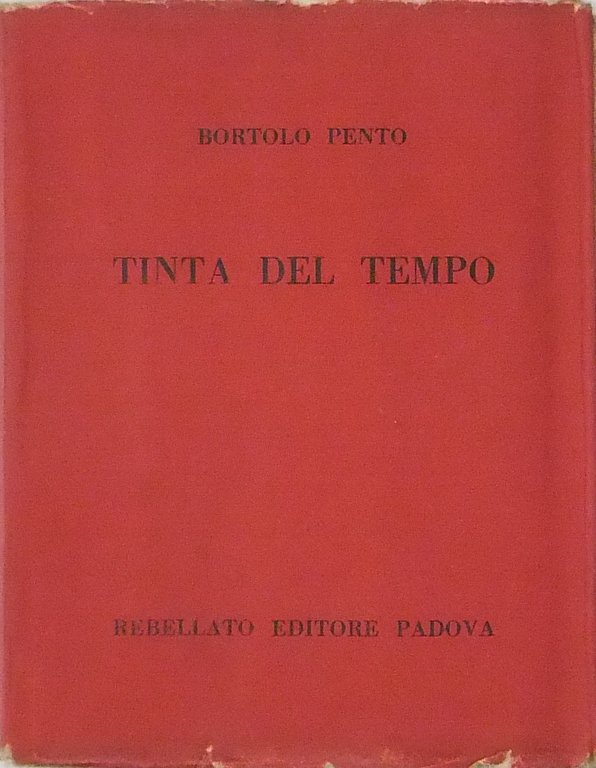 BORTOLO PENTO
TINTA DEL TEMPO
REBELLATO EDITORE PADOVA